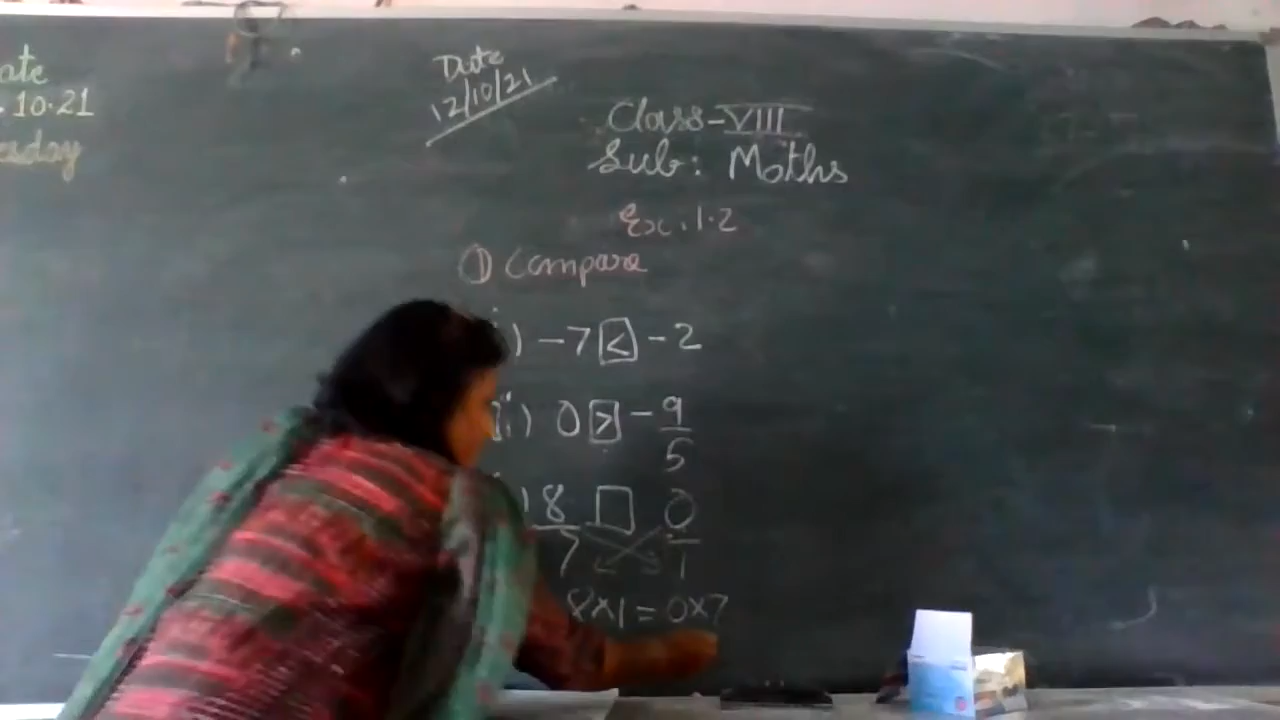 ate
10.21
sday
Date
12/10/21
Class-VIII
Sub: Maths
Ex. 1.2
① Compare
i) -7 < -2
ii) 0 > -9/5
) 8/7 □ 0/1
8×1 = 0×7